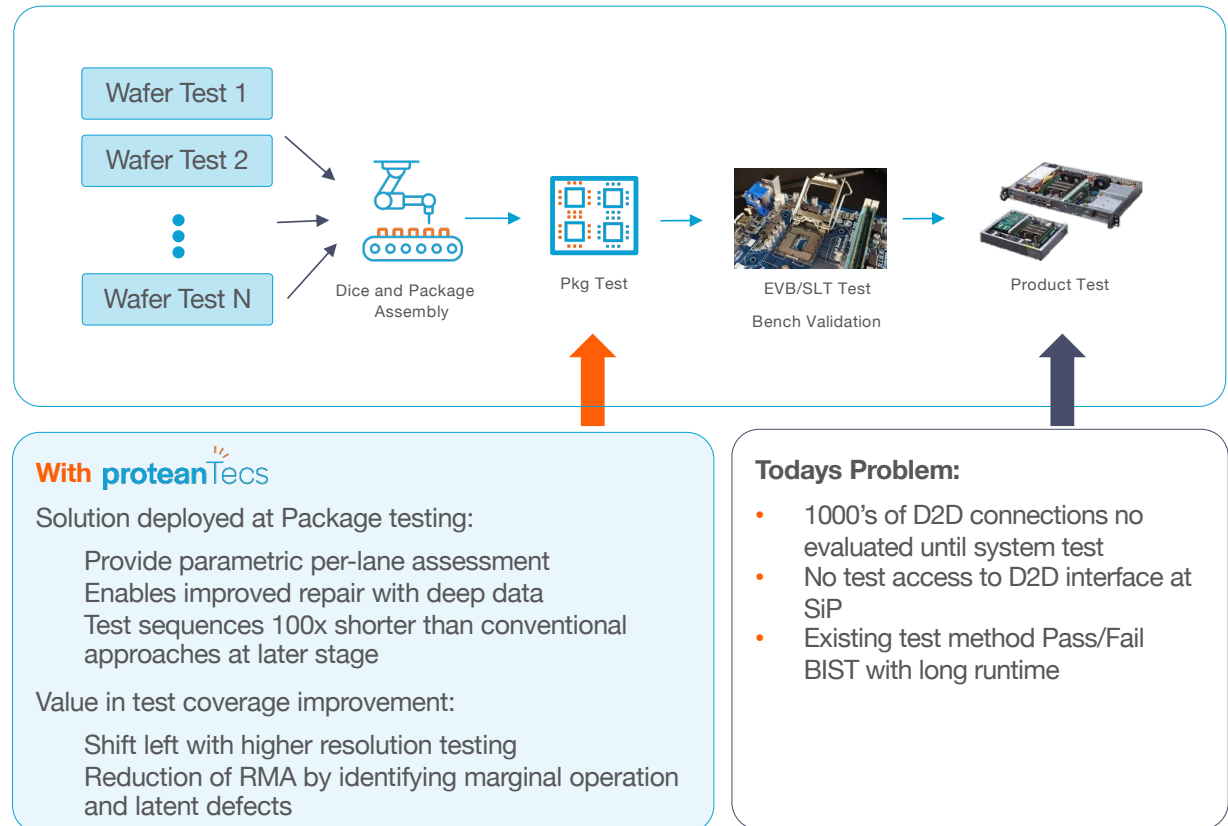 Wafer Test 1
Wafer Test 2
Wafer Test N
Dice and Package
Assembly
Pkg Test
EVB/SLT Test
Bench Validation
Product Test
With proteanTecs
Solution deployed at Package testing:
Provide parametric per-lane assessment
Enables improved repair with deep data
Test sequences 100x shorter than conventional
approaches at later stage
Value in test coverage improvement:
Shift left with higher resolution testing
Reduction of RMA by identifying marginal operation
and latent defects
Todays Problem:
• 1000's of D2D connections no
evaluated until system test
• No test access to D2D interface at
SiP
• Existing test method Pass/Fail
BIST with long runtime